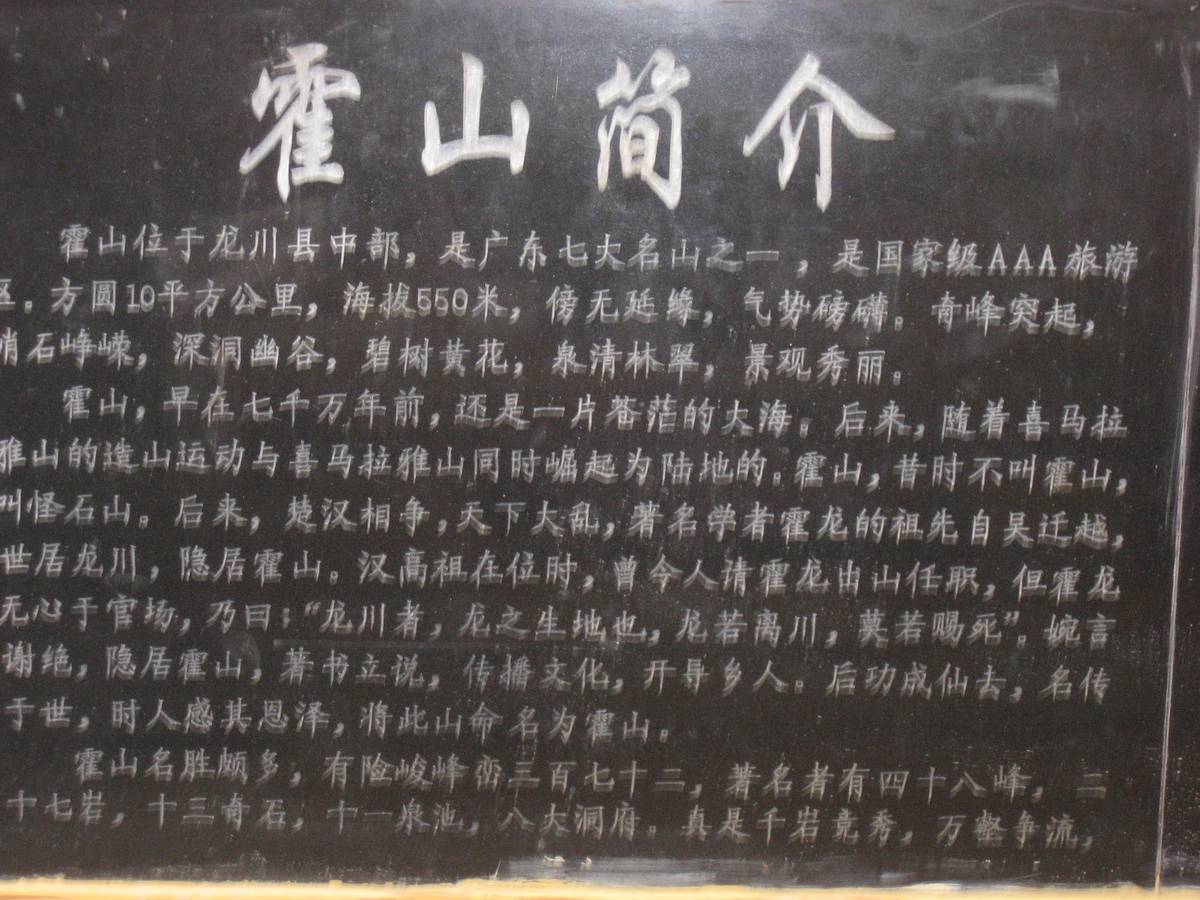 霍山简介
霍山位于龙川县中部，是广东七大名山之一，是国家级AAA旅游
区。方圆10平方公里，海拔550米，傍无延缘，气势磅礴。奇峰突起，
峭石峥嵘，深洞幽谷，碧树黄花，泉清林翠，景观秀丽。
霍山，早在七千万年前，还是一片苍茫的大海。后来，随着喜马拉
雅山的造山运动与喜马拉雅山同时崛起为陆地的。霍山，昔时不叫霍山，
叫怪石山。后来，楚汉相争，天下大乱，著名学者霍龙的祖先自吴迁越，
世居龙川，隐居霍山。汉高祖在位时，曾令人请霍龙出山任职，但霍龙
无心于官场，乃曰：“龙川者，龙之生地也，龙若离川，莫若赐死”。婉言
谢绝，隐居霍山，著书立说，传播文化，开导乡人。后功成仙去，名传
于世，时人感其恩泽，将此山命名为霍山。
霍山名胜颇多，有险峻峰峦三百七十二，著名者有四十八峰，二
十七岩，十三奇石，十一泉池，八大洞府。真是千岩竞秀，万壑争流，